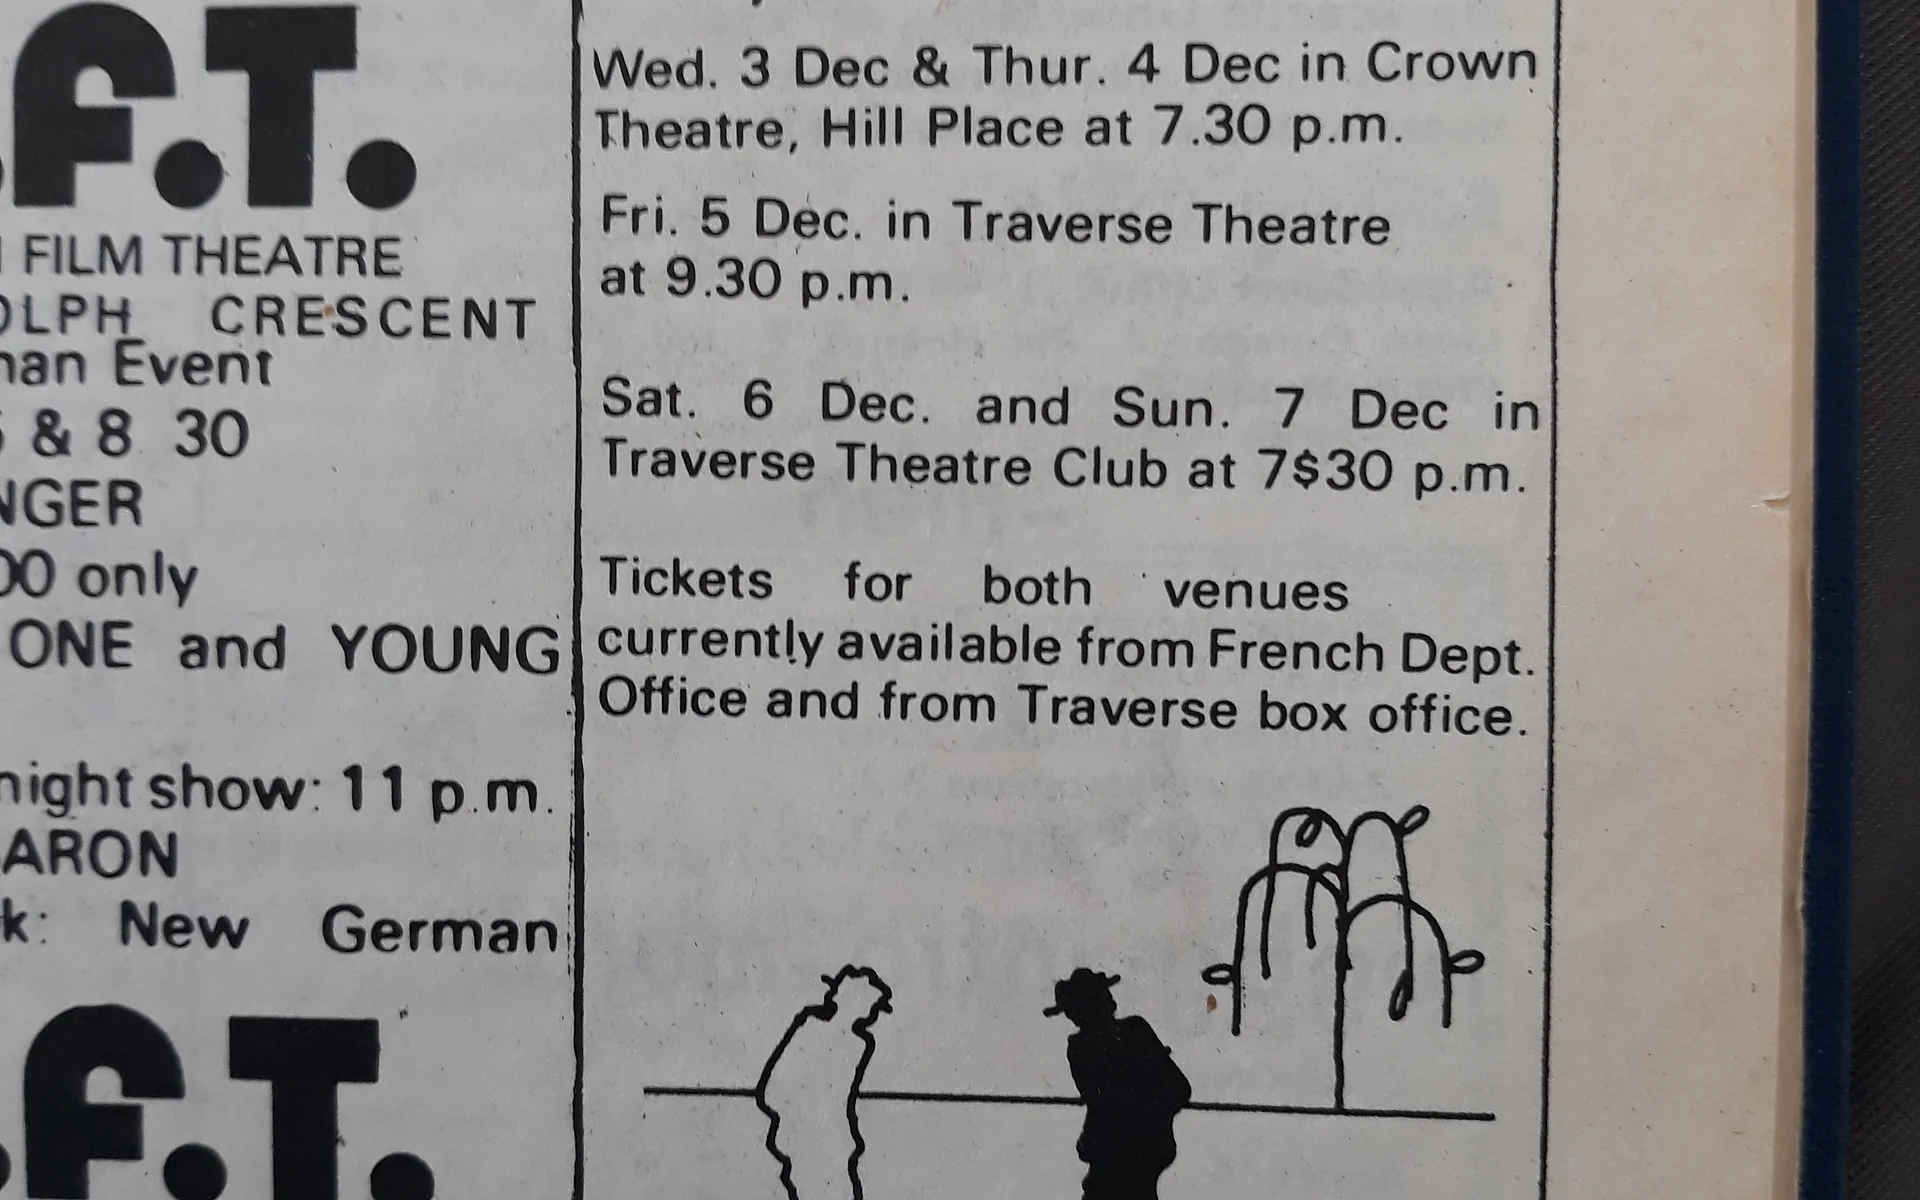 .F.T.
FILM THEATRE
OLPH CRESCENT
man Event
& 8 30
NGER
00 only
ONE and YOUNG
night show: 11 p.m.
ARON
k: New German
.F.T.
Wed. 3 Dec & Thur. 4 Dec in Crown
Theatre, Hill Place at 7.30 p.m.
Fri. 5 Dec. in Traverse Theatre
at 9.30 p.m.
Sat. 6 Dec. and Sun. 7 Dec in
Traverse Theatre Club at 7$30 p.m.
Tickets for both venues
currently available from French Dept.
Office and from Traverse box office.